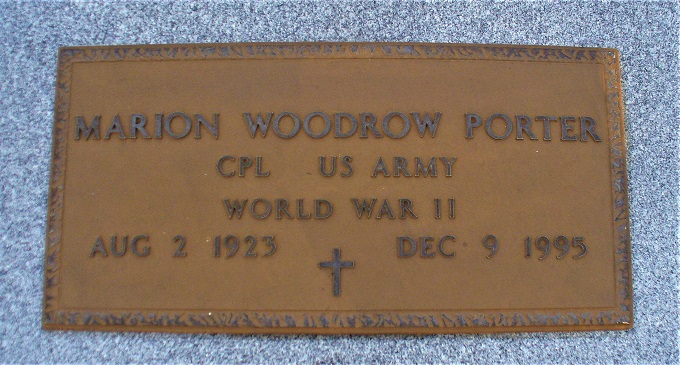 MARION WOODROW PORTER
CPL US ARMY
WORLD WAR II
AUG 2 1923 DEC 9 1995